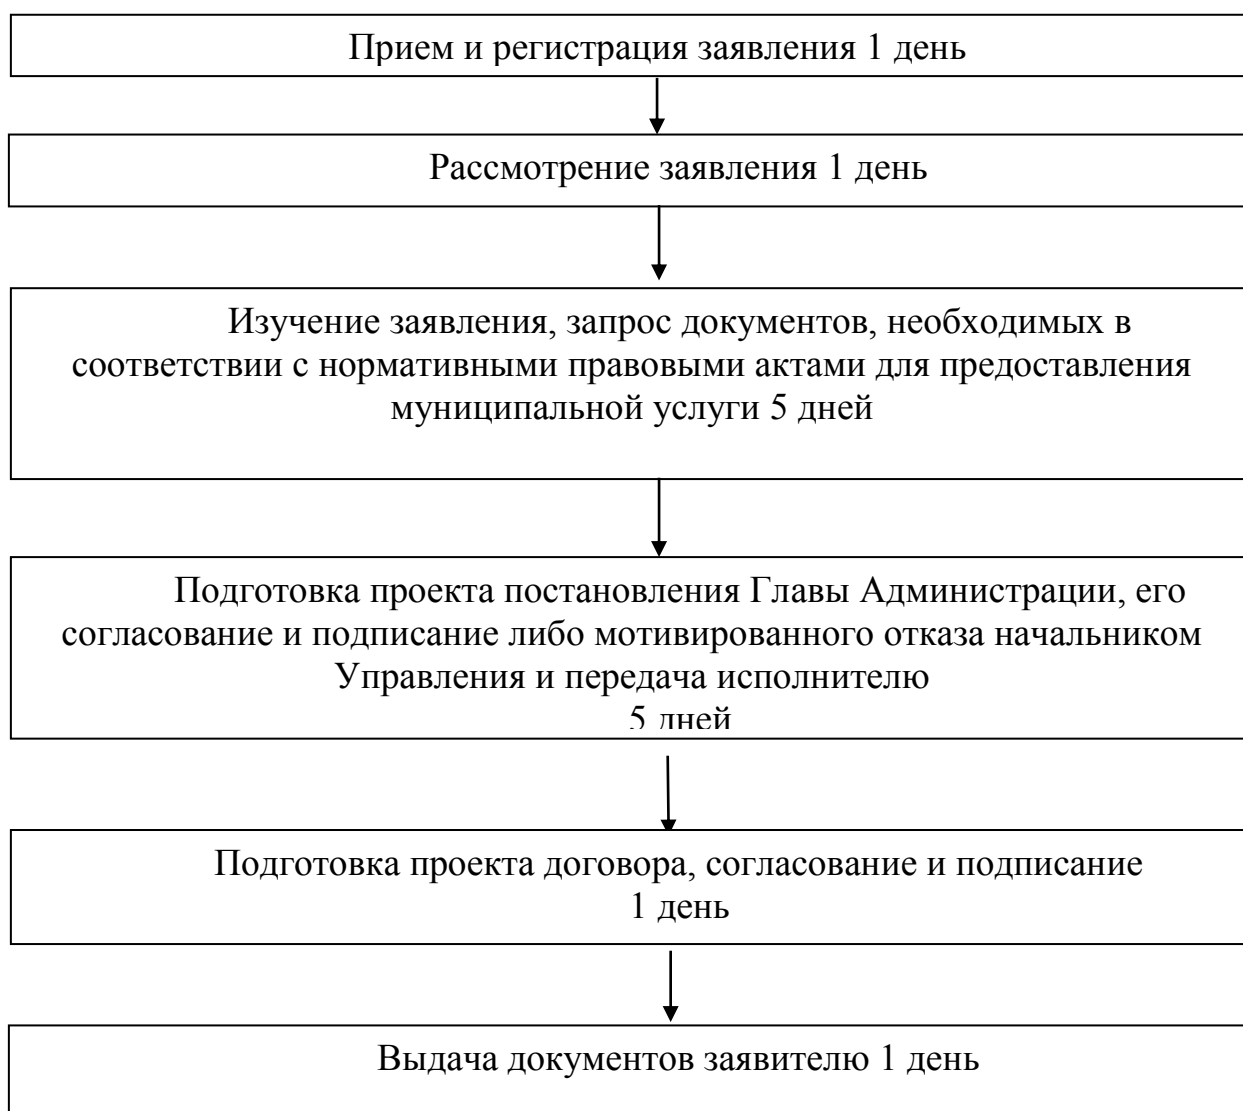 Прием и регистрация заявления 1 день
Рассмотрение заявления 1 день
Изучение заявления, запрос документов, необходимых в
соответствии с нормативными правовыми актами для предоставления
муниципальной услуги 5 дней
Подготовка проекта постановления Главы Администрации, его
согласование и подписание либо мотивированного отказа начальником
Управления и передача исполнителю
5 дней
Подготовка проекта договора, согласование и подписание
1 день
Выдача документов заявителю 1 день